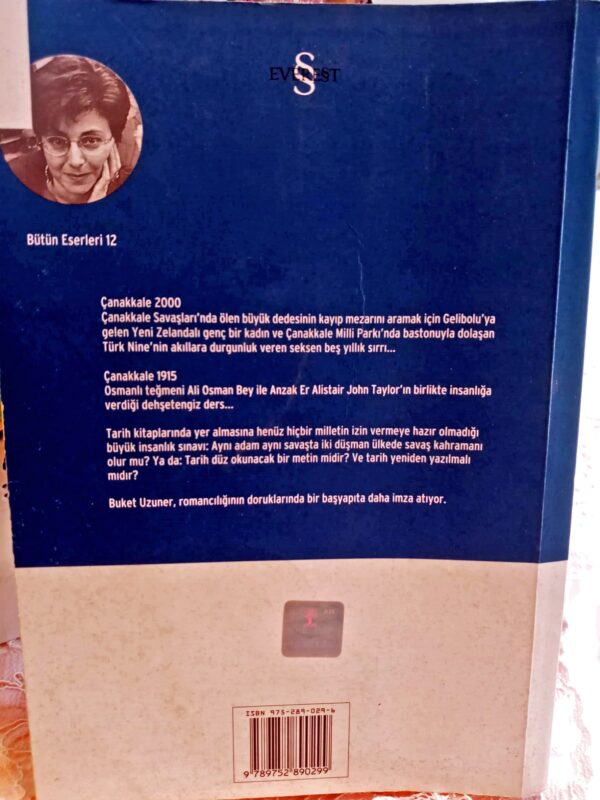 EVEREST
Bütün Eserleri 12
Çanakkale 2000
Çanakkale Savaşları'nda ölen büyük dedesinin kayıp mezarını aramak için Gelibolu'ya
gelen Yeni Zelandalı genç bir kadın ve Çanakkale Milli Parkı'nda bastonuyla dolaşan
Türk Nine'nin akıllara durgunluk veren seksen beş yıllık sırrı...
Çanakkale 1915
Osmanlı teğmeni Ali Osman Bey ile Anzak Er Alistair John Taylor'ın birlikte insanlığa
verdiği dehşetengiz ders...
Tarih kitaplarında yer almasına henüz hiçbir milletin izin vermeye hazır olmadığı
büyük insanlık sınavı: Aynı adam aynı savaşta iki düşman ülkede savaş kahramanı
olur mu? Ya da: Tarih düz okunacak bir metin midir? Ve tarih yeniden yazılmalı
mıdır?
Buket Uzuner, romancılığının doruklarında bir başyapıta daha imza atıyor.
ISBN 975-289-029-6
9 789752 890299